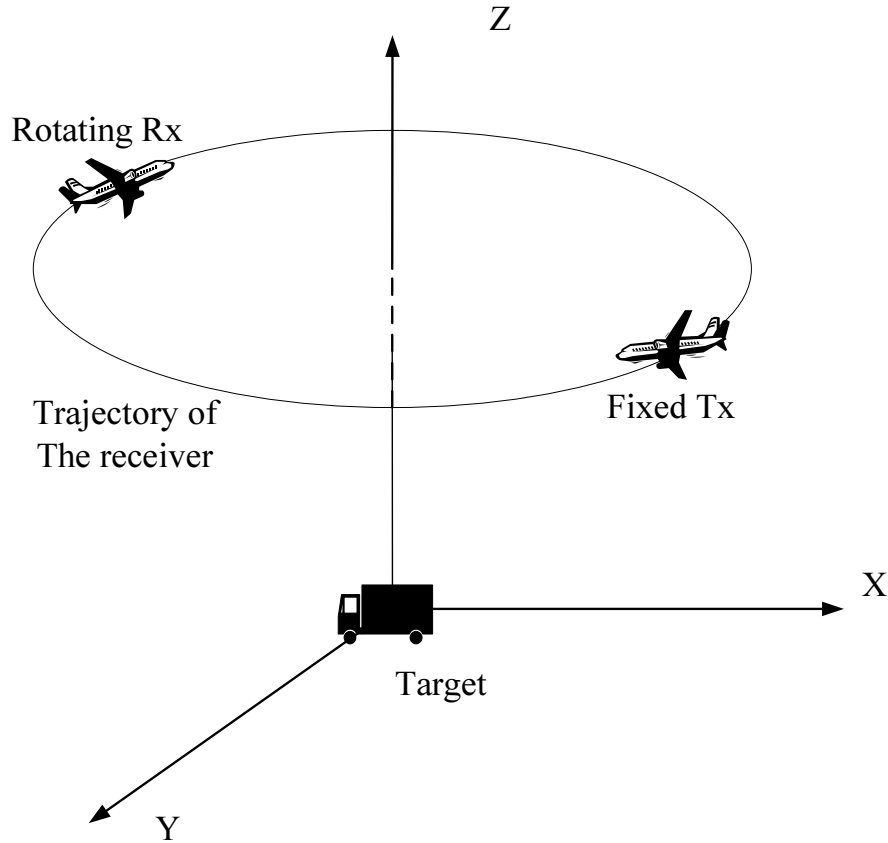 Z
Rotating Rx
Trajectory of
The receiver
Fixed Tx
X
Target
Y